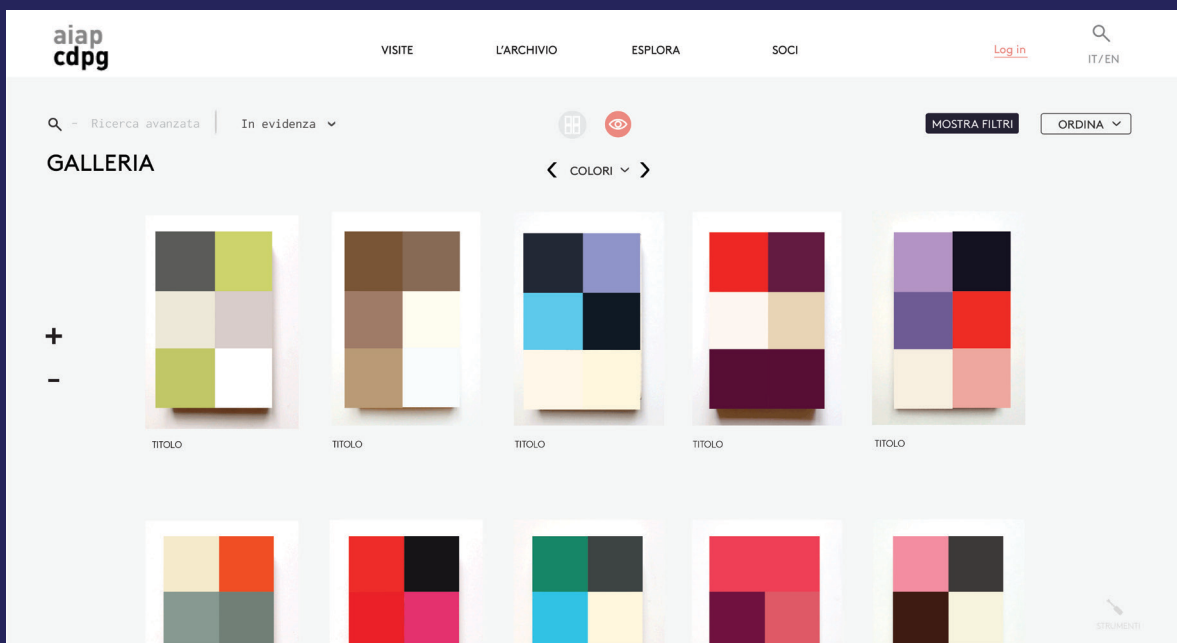 aiap
cdpg
VISITE
L'ARCHIVIO
ESPLORA
SOCI
Log in
IT/EN
- Ricerca avanzata
In evidenza
MOSTRA FILTRI
ORDINA
GALLERIA
COLORI
+
-
TITOLO
TITOLO
TITOLO
TITOLO
TITOLO
STRUMENTI